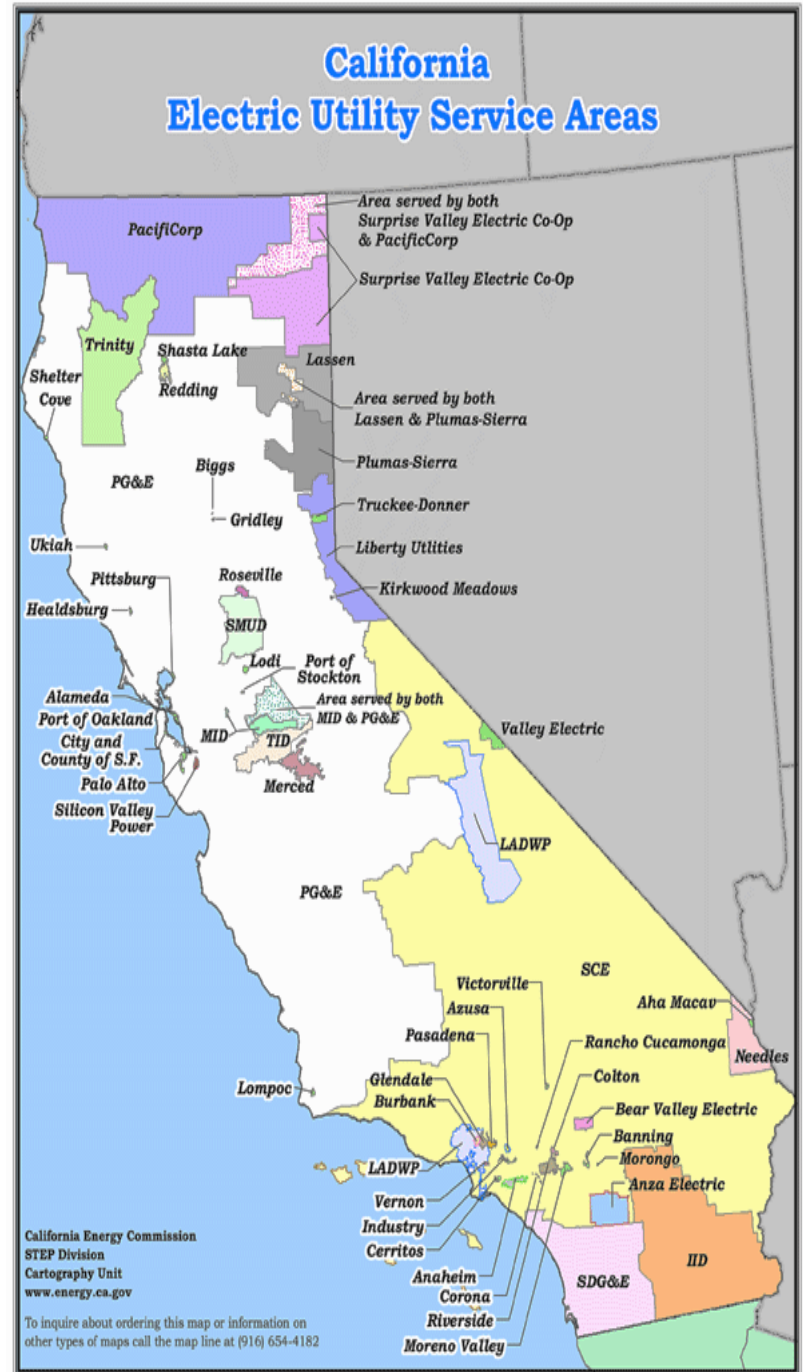 California
Electric Utility Service Areas
Area served by both
Surprise Valley Electric Co-Op
& PacificCorp
PacifiCorp
Surprise Valley Electric Co-Op
Trinity
Shasta Lake
Redding
Lassen
Shelter
Cove
Area served by both
Lassen & Plumas-Sierra
Plumas-Sierra
Biggs
PG&E
Gridley
Truckee-Donner
Ukiah
Liberty Utlities
Pittsburg
Roseville
Kirkwood Meadows
Healdsburg
SMUD
Lodi
Port of
Stockton
Alameda
Port of Oakland
City and
County of S.F.
Palo Alto
Silicon Valley
Power
MID
Area served by both
MID & PG&E
TID
Merced
Valley Electric
LADWP
PG&E
SCE
Victorville
Azusa
Pasadena
Aha Macav
Rancho Cucamonga
Needles
Lompoc
Glendale
Burbank
Colton
Bear Valley Electric
Banning
Morongo
Anza Electric
LADWP
Vernon
Industry
Cerritos
Anaheim
Corona
Riverside
Moreno Valley
SDG&E
IID
California Energy Commission
STEP Division
Cartography Unit
www.energy.ca.gov
To inquire about ordering this map or information on
other types of maps call the map line at (916) 654-4182